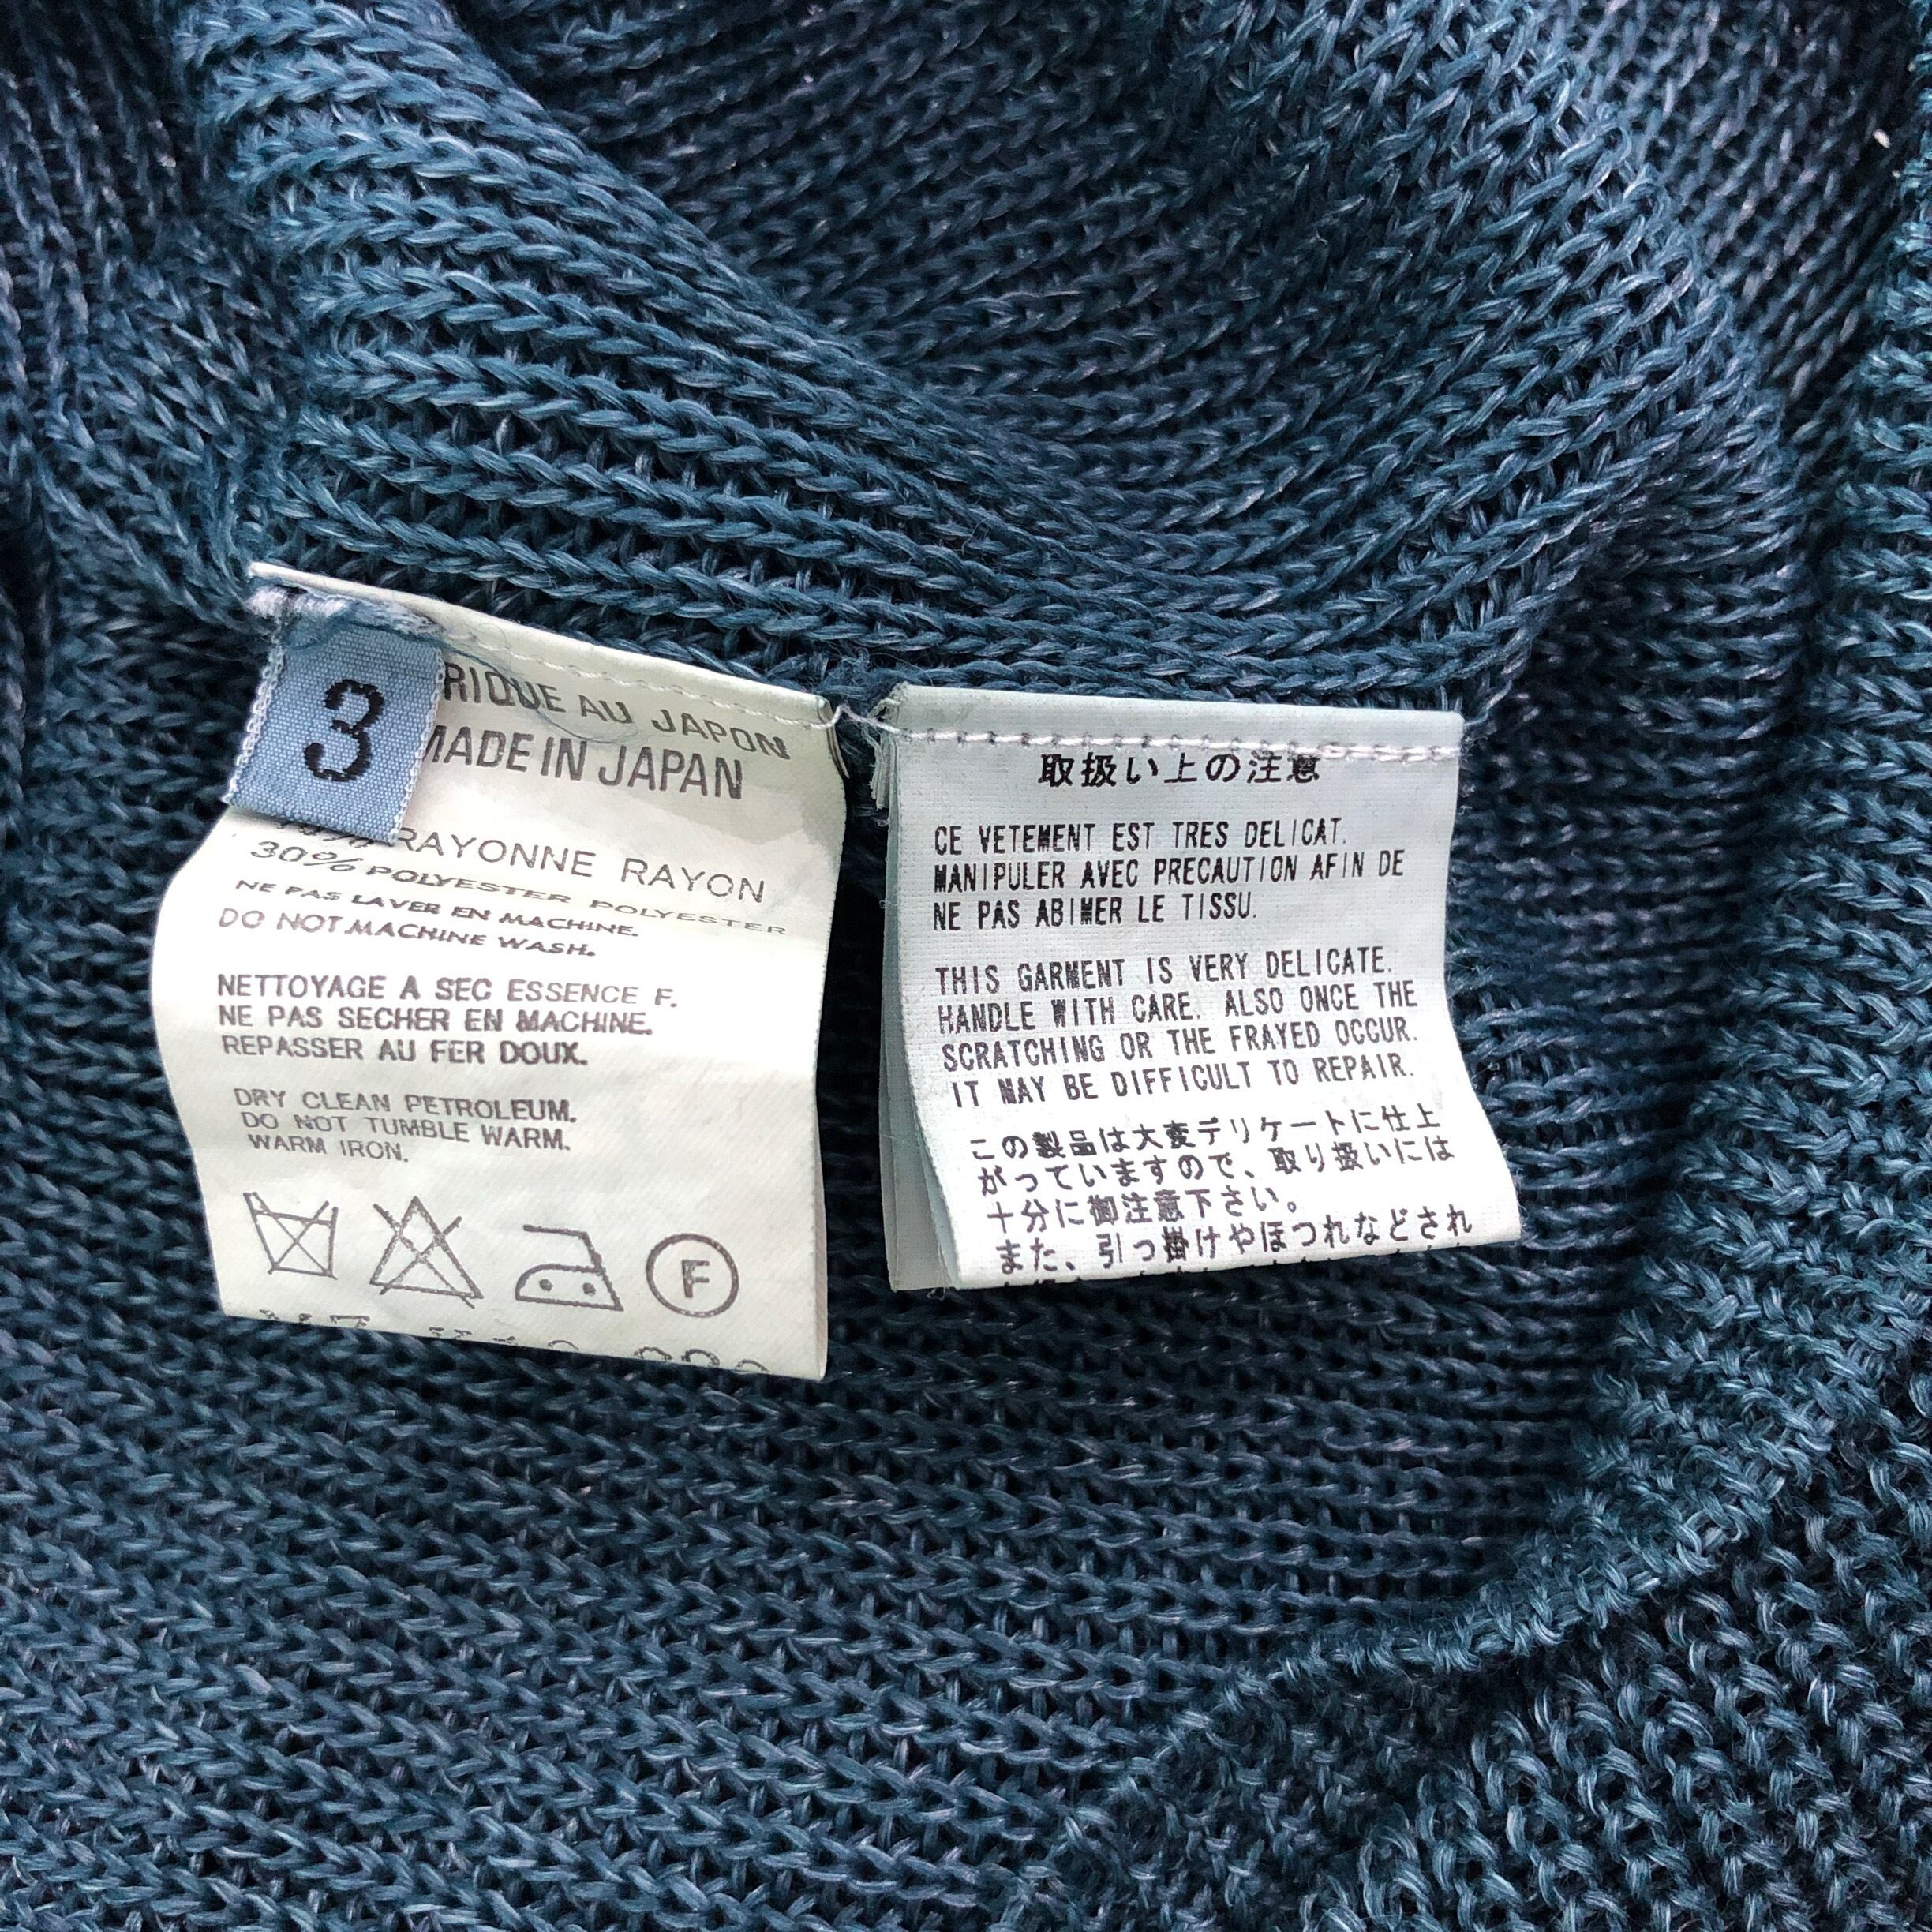 3
RIQUE AU JAPON
MADE IN JAPAN
RAYONNE RAYON
30% POLYESTER POLYESTER
NE PAS LAVER EN MACHINE.
DO NOT MACHINE WASH.
NETTOYAGE A SEC ESSENCE F.
NE PAS SECHER EN MACHINE.
REPASSER AU FER DOUX.
DRY CLEAN PETROLEUM.
DO NOT TUMBLE WARM.
WARM IRON.
F
取扱い上の注意
CE VETEMENT EST TRES DELICAT.
MANIPULER AVEC PRECAUTION AFIN DE
NE PAS ABIMER LE TISSU.
THIS GARMENT IS VERY DELICATE.
HANDLE WITH CARE. ALSO ONCE THE
SCRATCHING OR THE FRAYED OCCUR.
IT MAY BE DIFFICULT TO REPAIR.
この製品は大変デリケートに仕上
がっていますので、取り扱いには
十分に御注意下さい。
また、引っ掛けやほつれなどされ